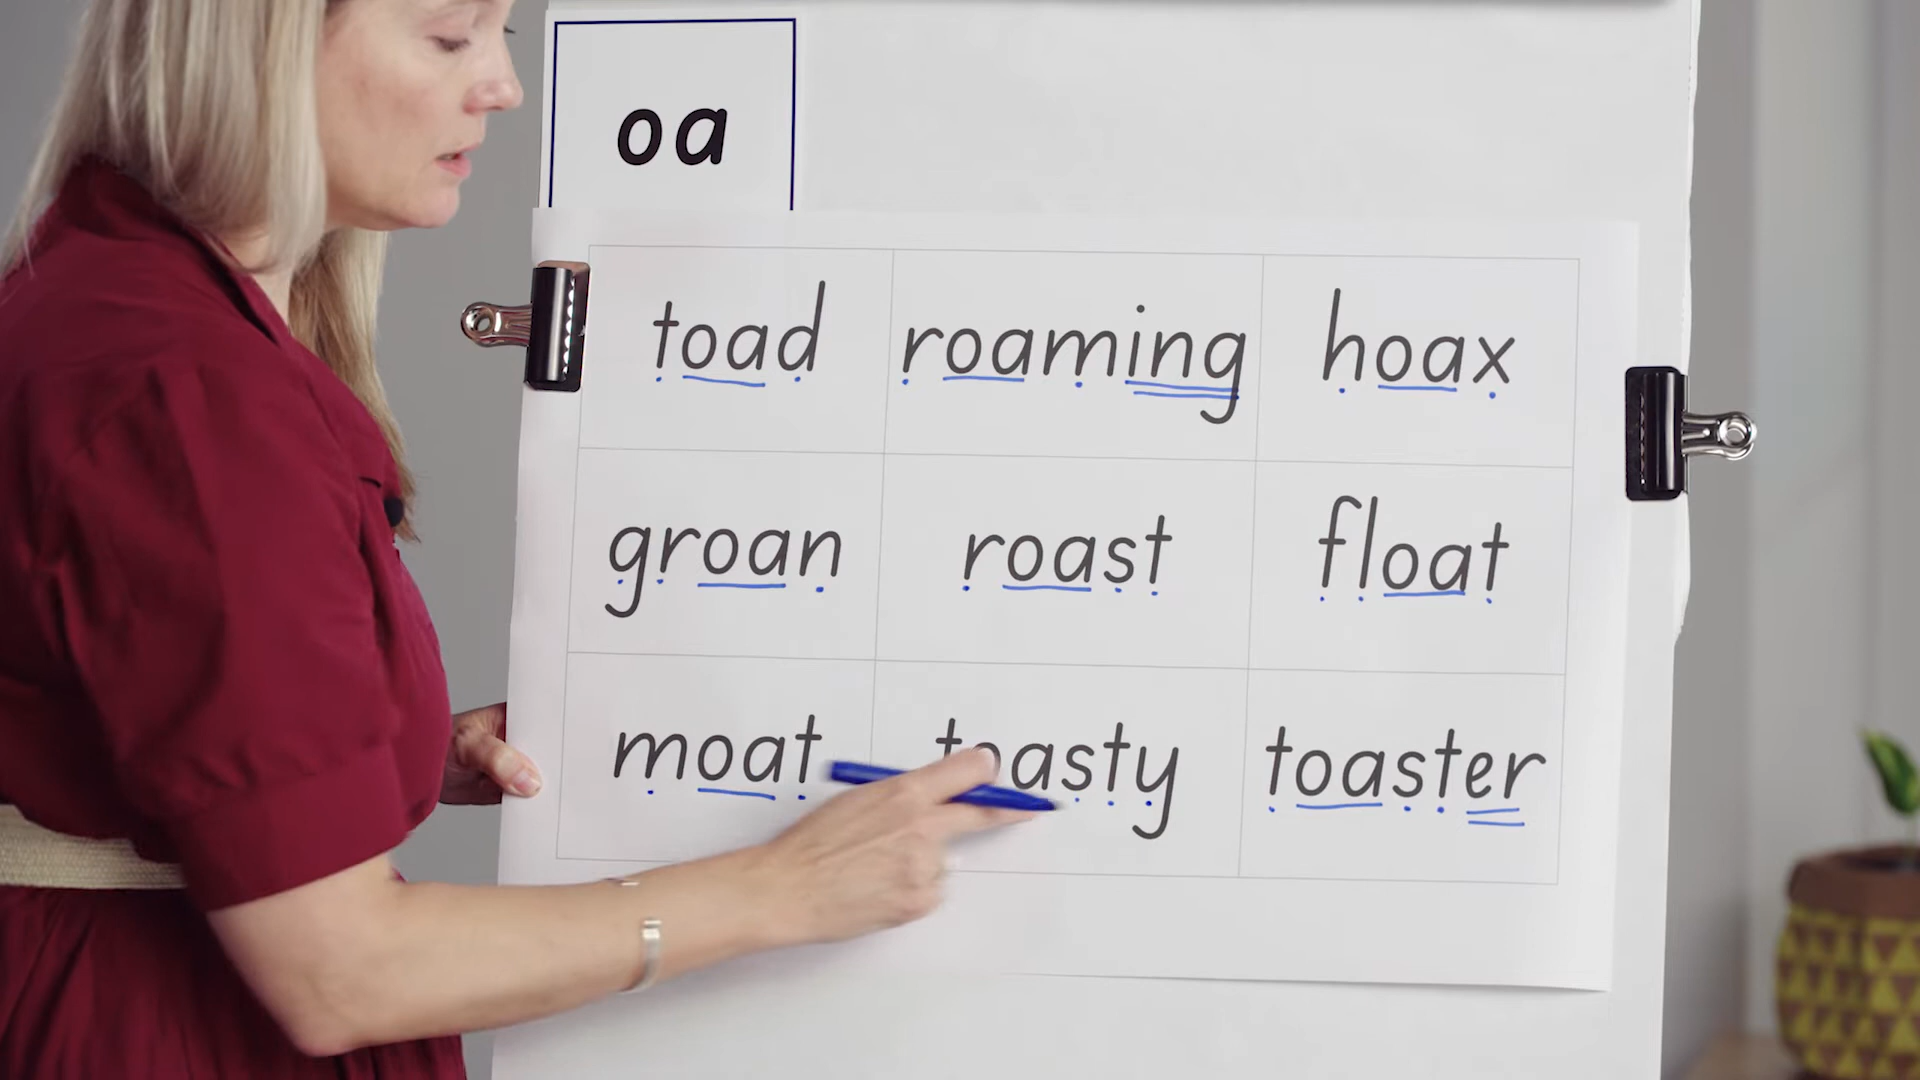 oa
toad roaming hoax
groan roast float
moat toasty toaster